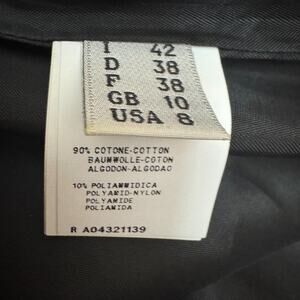 I 42
D 38
F 38
GB 10
USA 8
90% COTONE-COTTON
BAUMWOLLE-COTON
ALGODON-ALGODAO
10% POLIAMMIDICA
POLYAMID-NYLON
POLYAMIDE
POLIAMIDA
R A04321139